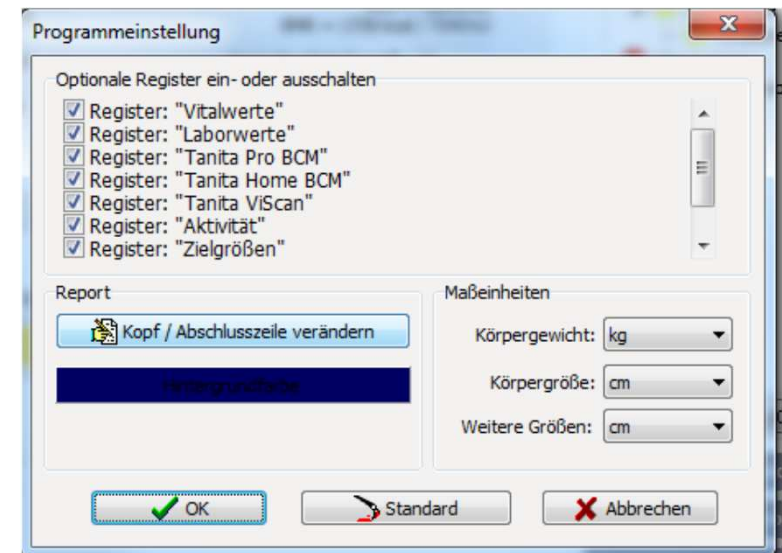 Programmeinstellung
Optionale Register ein- oder ausschalten
Register: "Vitalwerte"
Register: "Laborwerte"
Register: "Tanita Pro BCM"
Register: "Tanita Home BCM"
Register: "Tanita ViScan"
Register: "Aktivität"
Register: "Zielgrößen"
Report
Kopf / Abschlusszeile verändern
Hintergrundfarbe
Maßeinheiten
Körpergewicht: kg
Körpergröße: cm
Weitere Größen: cm
OK
Standard
Abbrechen